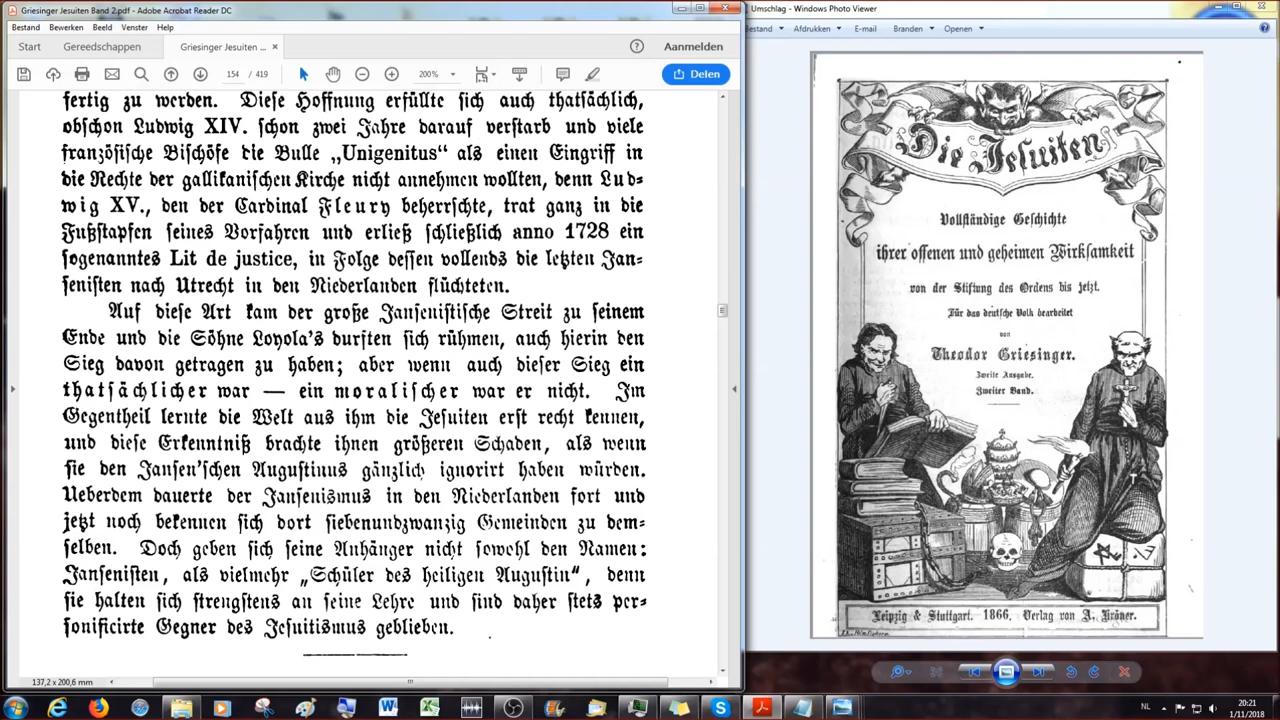 Griesinger Jesuiten Band 2.pdf - Adobe Acrobat Reader DC
Bestand Bewerken Beeld Venster Help
Start Gereedschappen Griesinger Jesuiten ... × ? Aanmelden
154 / 419 200% Delen
fertig zu werden. Diese Hoffnung erfüllte sich auch thatsächlich,
obschon Ludwig XIV. schon zwei Jahre darauf verstarb und viele
französische Bischöfe die Bulle „Unigenitus“ als einen Eingriff in
die Rechte der gallikanischen Kirche nicht annehmen wollten, denn Lud=
wig XV., den der Cardinal Fleury beherrschte, trat ganz in die
Fußstapfen seines Vorfahren und erließ schließlich anno 1728 ein
sogenanntes Lit de justice, in Folge dessen vollends die letzten Jan=
senisten nach Utrecht in den Niederlanden flüchteten.
Auf diese Art kam der große Jansenistische Streit zu seinem
Ende und die Söhne Loyola's durften sich rühmen, auch hierin den
Sieg davon getragen zu haben; aber wenn auch dieser Sieg ein
thatsächlicher war — ein moralischer war er nicht. Im
Gegentheil lernte die Welt aus ihm die Jesuiten erst recht kennen,
und diese Erkenntniß brachte ihnen größeren Schaden, als wenn
sie den Jansen'schen Augustinus gänzlich ignorirt haben würden.
Ueberdem dauerte der Jansenismus in den Niederlanden fort und
jetzt noch bekennen sich dort siebenundzwanzig Gemeinden zu dem=
selben. Doch geben sich seine Anhänger nicht sowohl den Namen:
Jansenisten, als vielmehr „Schüler des heiligen Augustin“, denn
sie halten sich strengstens an seine Lehre und sind daher stets per=
sonificirte Gegner des Jesuitismus geblieben.
137,2 x 200,6 mm
Umschlag - Windows Photo Viewer
Bestand Afdrukken E-mail Branden Openen
Die Jesuiten
Vollständige Geschichte
ihrer offenen und geheimen Wirksamkeit
von der Stiftung des Ordens bis jetzt.
Für das deutsche Volk bearbeitet
von
Theodor Griesinger.
Zweite Ausgabe.
Zweiter Band.
Leipzig & Stuttgart. 1866. Verlag von A. Kröner.
NL 20:21
1/11/2018